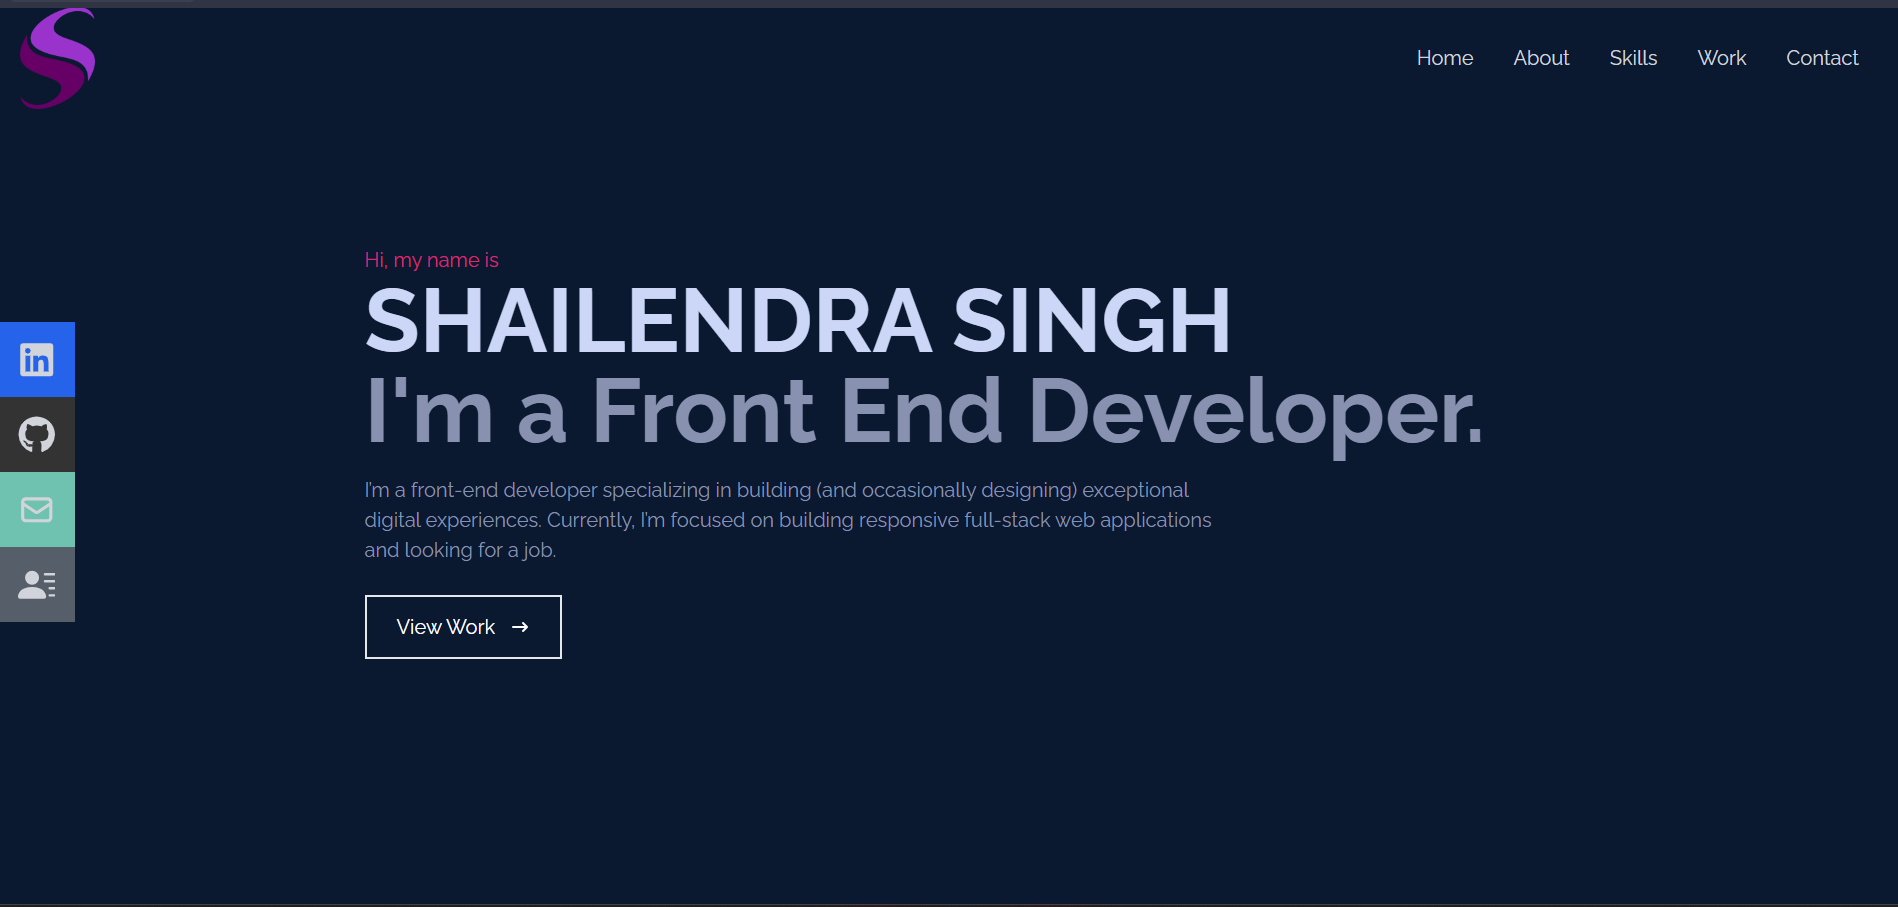 Home About Skills Work Contact
Hi, my name is
SHAILENDRA SINGH
I'm a Front End Developer.
in
I'm a front-end developer specializing in building (and occasionally designing) exceptional
digital experiences. Currently, I'm focused on building responsive full-stack web applications
and looking for a job.
View Work →